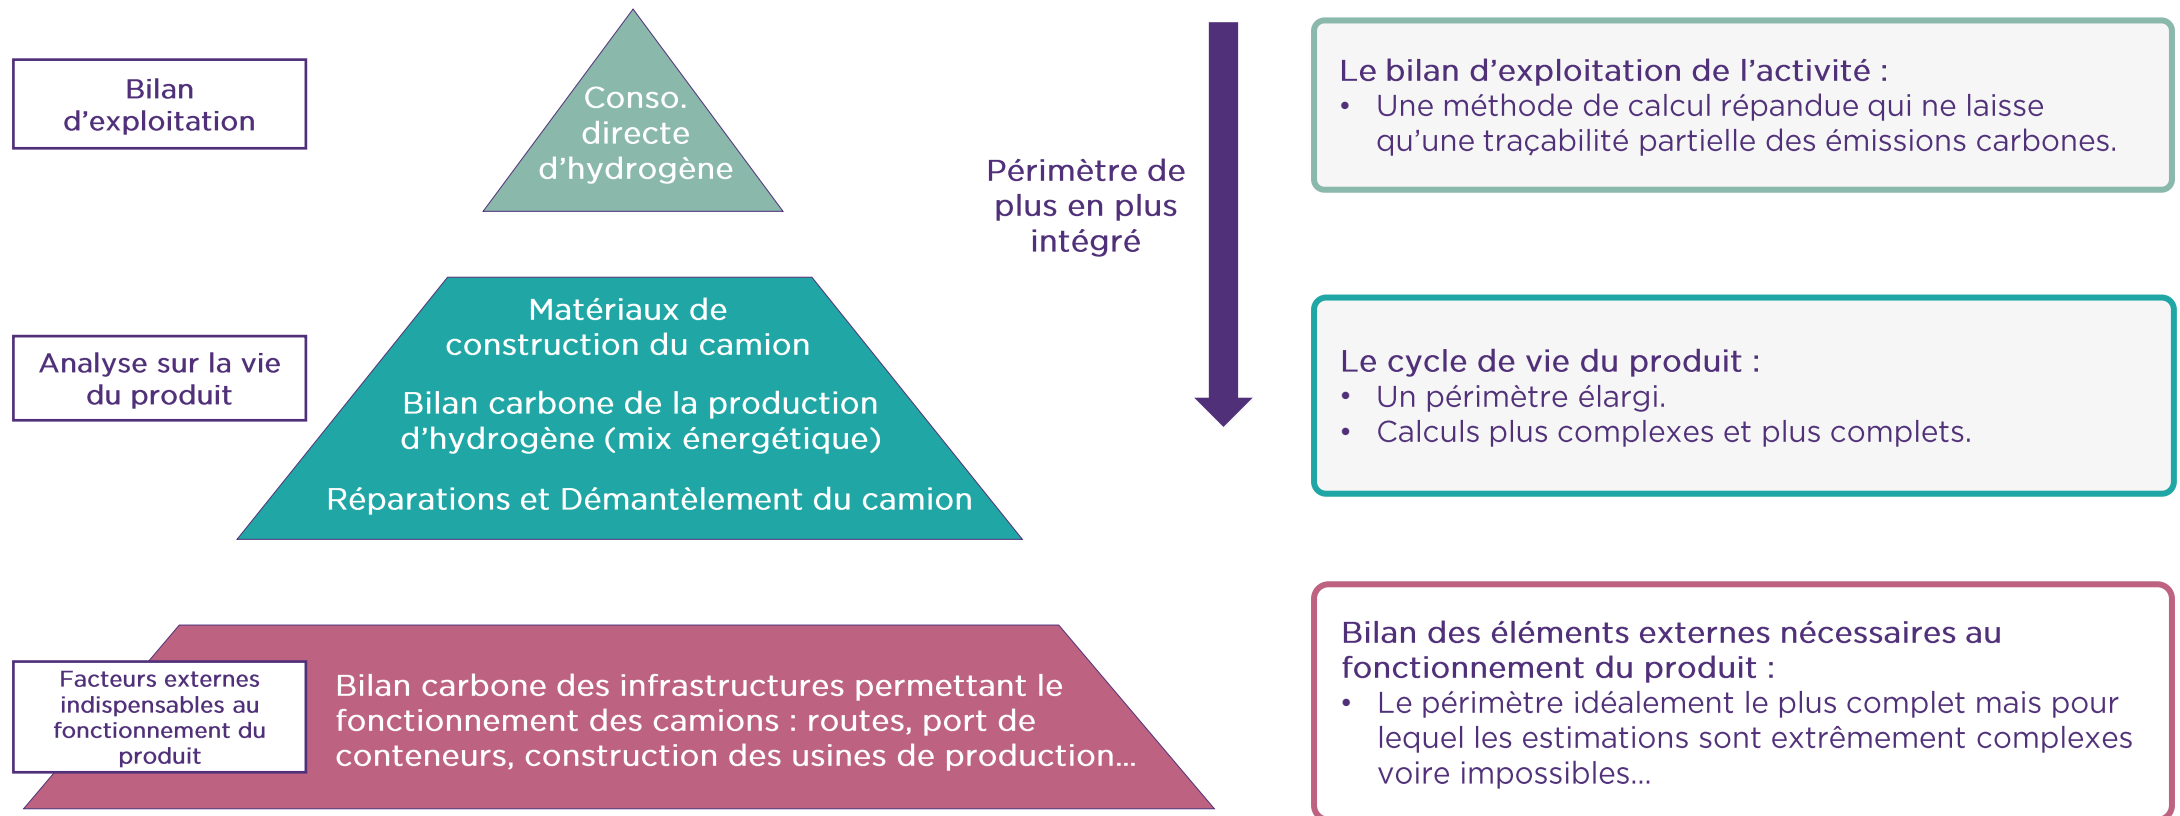 Bilan
d'exploitation
Conso.
directe
d'hydrogène
Périmètre de
plus en plus
intégré
Le bilan d'exploitation de l'activité :
• Une méthode de calcul répandue qui ne laisse
qu'une traçabilité partielle des émissions carbones.
Analyse sur la vie
du produit
Matériaux de
construction du camion
Bilan carbone de la production
d'hydrogène (mix énergétique)
Réparations et Démantèlement du camion
Le cycle de vie du produit :
• Un périmètre élargi.
• Calculs plus complexes et plus complets.
Facteurs externes
indispensables au
fonctionnement du
produit
Bilan carbone des infrastructures permettant le
fonctionnement des camions : routes, port de
conteneurs, construction des usines de production...
Bilan des éléments externes nécessaires au
fonctionnement du produit :
• Le périmètre idéalement le plus complet mais pour
lequel les estimations sont extrêmement complexes
voire impossibles...